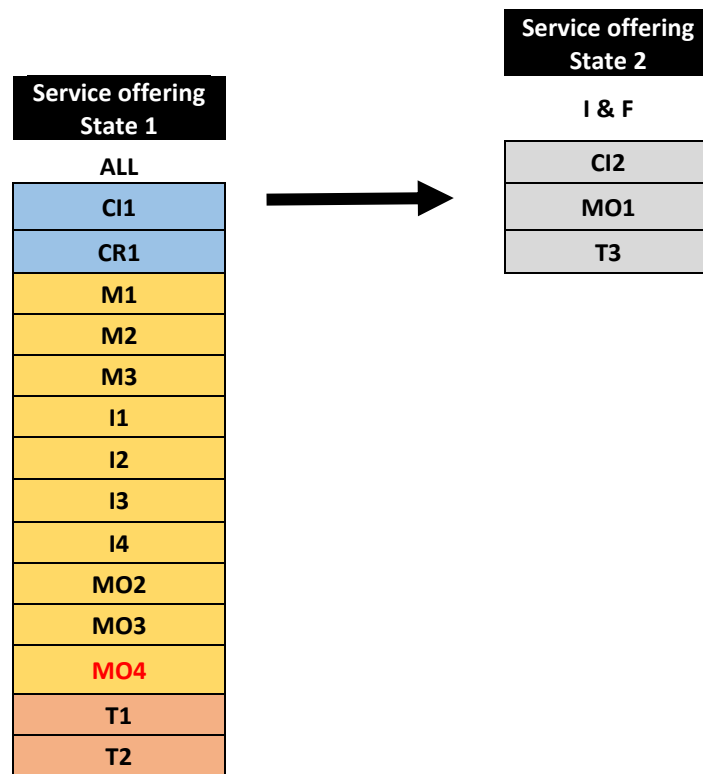 Service offering
State 1
ALL
CI1
CR1
M1
M2
M3
I1
I2
I3
I4
MO2
MO3
MO4
T1
T2
Service offering
State 2
I & F
CI2
MO1
T3